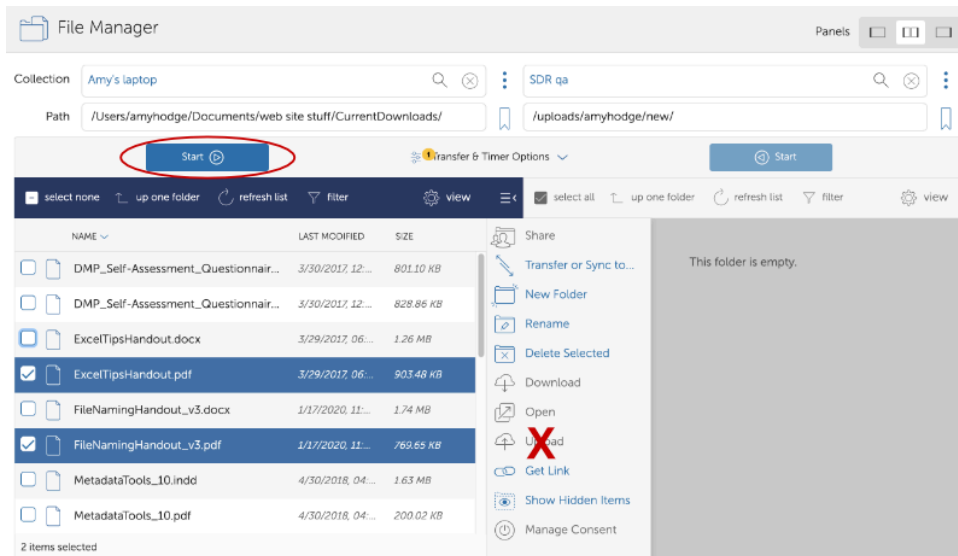 File Manager
Panels
Collection
Amy's laptop
SDR qa
Path
/Users/amyhodge/Documents/web site stuff/CurrentDownloads/
/uploads/amyhodge/new/
Start
1
Transfer & Timer Options
Start
select none
up one folder
refresh list
filter
view
select all
up one folder
refresh list
filter
view
NAME
LAST MODIFIED
SIZE
DMP_Self-Assessment_Questionnair... 3/30/2017, 12:... 801.10 KB
DMP_Self-Assessment_Questionnair... 3/30/2017, 12:... 828.86 KB
ExcelTipsHandout.docx 3/29/2017, 06:... 1.26 MB
ExcelTipsHandout.pdf 3/29/2017, 06:... 903.48 KB
FileNamingHandout_v3.docx 1/17/2020, 11:... 1.74 MB
FileNamingHandout_v3.pdf 1/17/2020, 11:... 769.65 KB
MetadataTools_10.indd 4/30/2018, 04:... 1.63 MB
MetadataTools_10.pdf 4/30/2018, 04:... 200.02 KB
2 items selected
Share
Transfer or Sync to...
New Folder
Rename
Delete Selected
Download
Open
Upload
X
Get Link
Show Hidden Items
Manage Consent
This folder is empty.